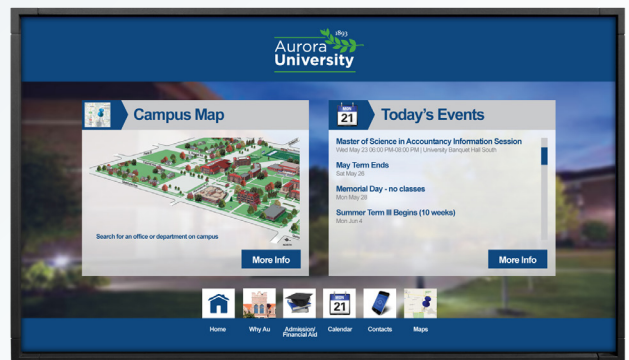 1893
Aurora
University
Campus Map
Search for an office or department on campus
More Info
MON
21
Today's Events
Master of Science in Accountancy Information Session
Wed May 23 06:00 PM-08:00 PM | University Banquet Hall South
May Term Ends
Sat May 26
Memorial Day - no classes
Mon May 28
Summer Term III Begins (10 weeks)
Mon Jun 4
More Info
MON
21
Home
Why Au
Admission/
Financial Aid
Calendar
Contacts
Maps